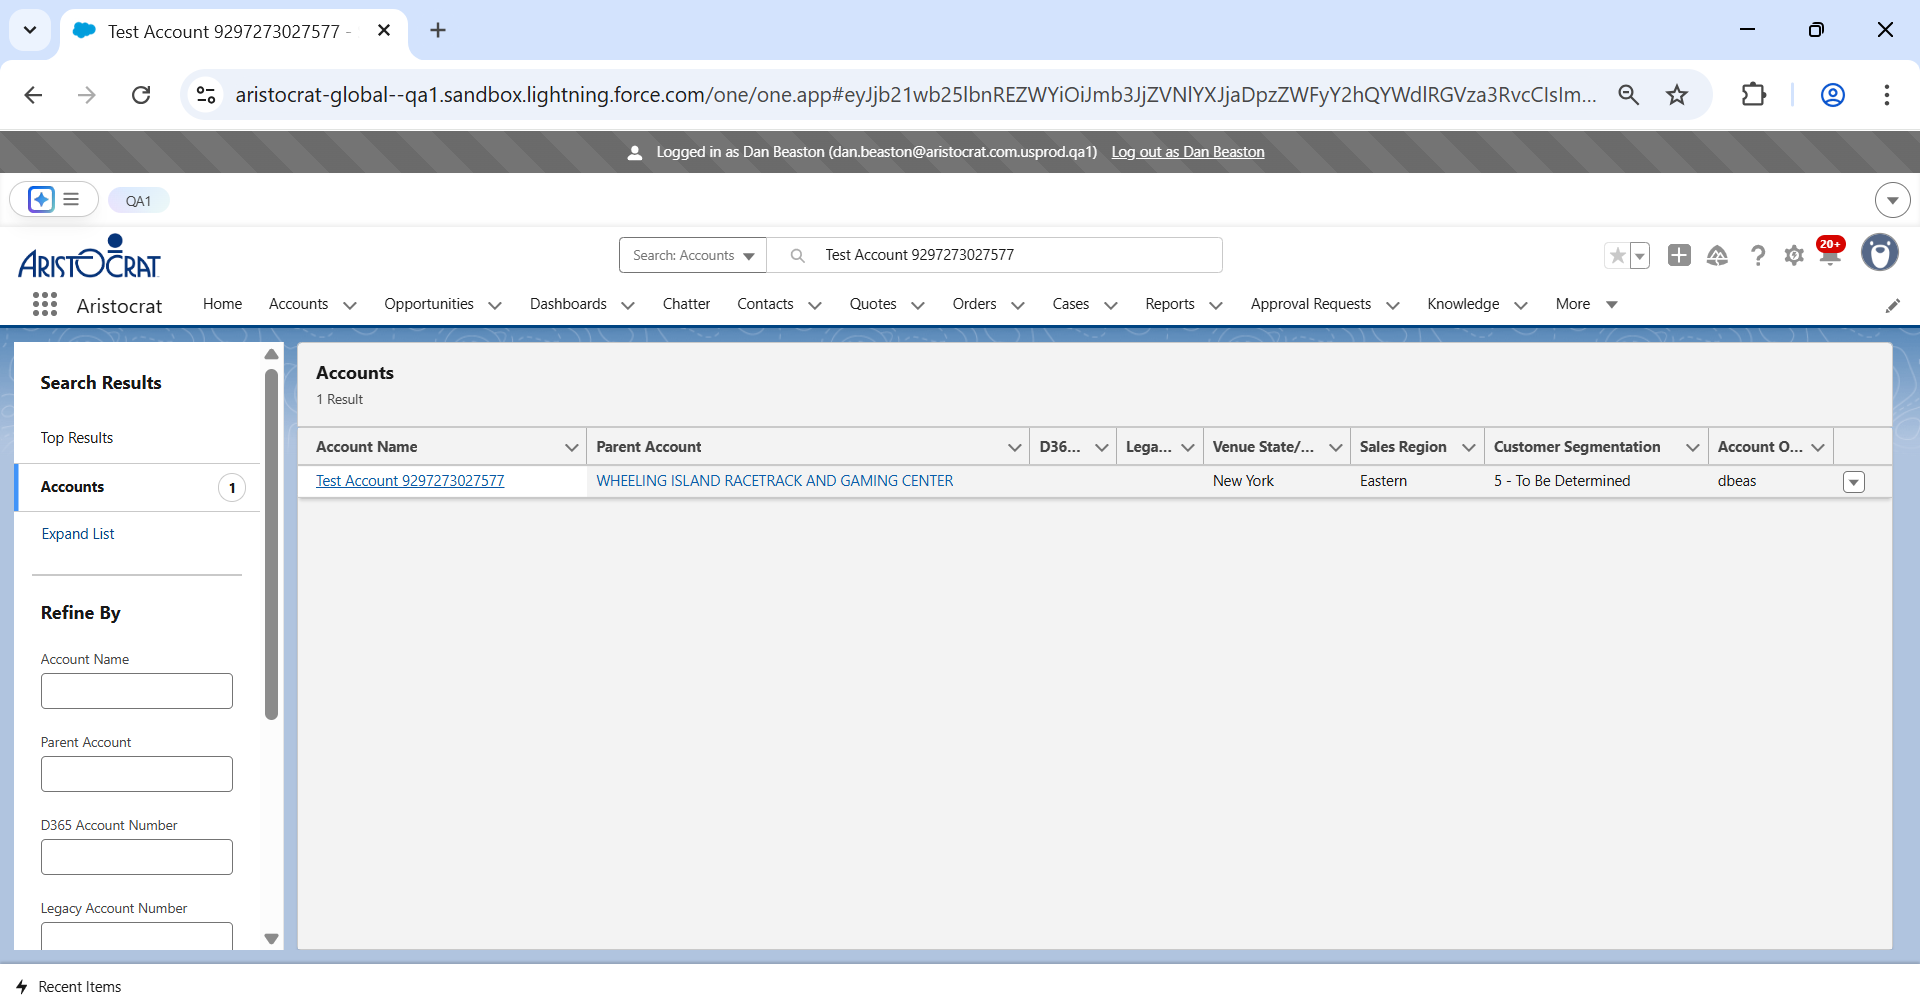 Test Account 9297273027577 -
aristocrat-global--qa1.sandbox.lightning.force.com/one/one.app#eyJjb21wb25lbnREZWYiOiJmb3JjZVNlYXJjaDpzZWFyY2hQYWdlRGVza3RvcCIsIm...
Logged in as Dan Beaston (dan.beaston@aristocrat.com.usprod.qa1) Log out as Dan Beaston
QA1
ARISTOCRAT
Search: Accounts
Test Account 9297273027577
20+
Aristocrat
Home
Accounts
Opportunities
Dashboards
Chatter
Contacts
Quotes
Orders
Cases
Reports
Approval Requests
Knowledge
More
Search Results
Top Results
Accounts
1
Expand List
Refine By
Account Name
Parent Account
D365 Account Number
Legacy Account Number
Accounts
1 Result
Account Name
Parent Account
D36...
Lega...
Venue State/...
Sales Region
Customer Segmentation
Account O...
Test Account 9297273027577
WHEELING ISLAND RACETRACK AND GAMING CENTER
New York
Eastern
5 - To Be Determined
dbeas
Recent Items